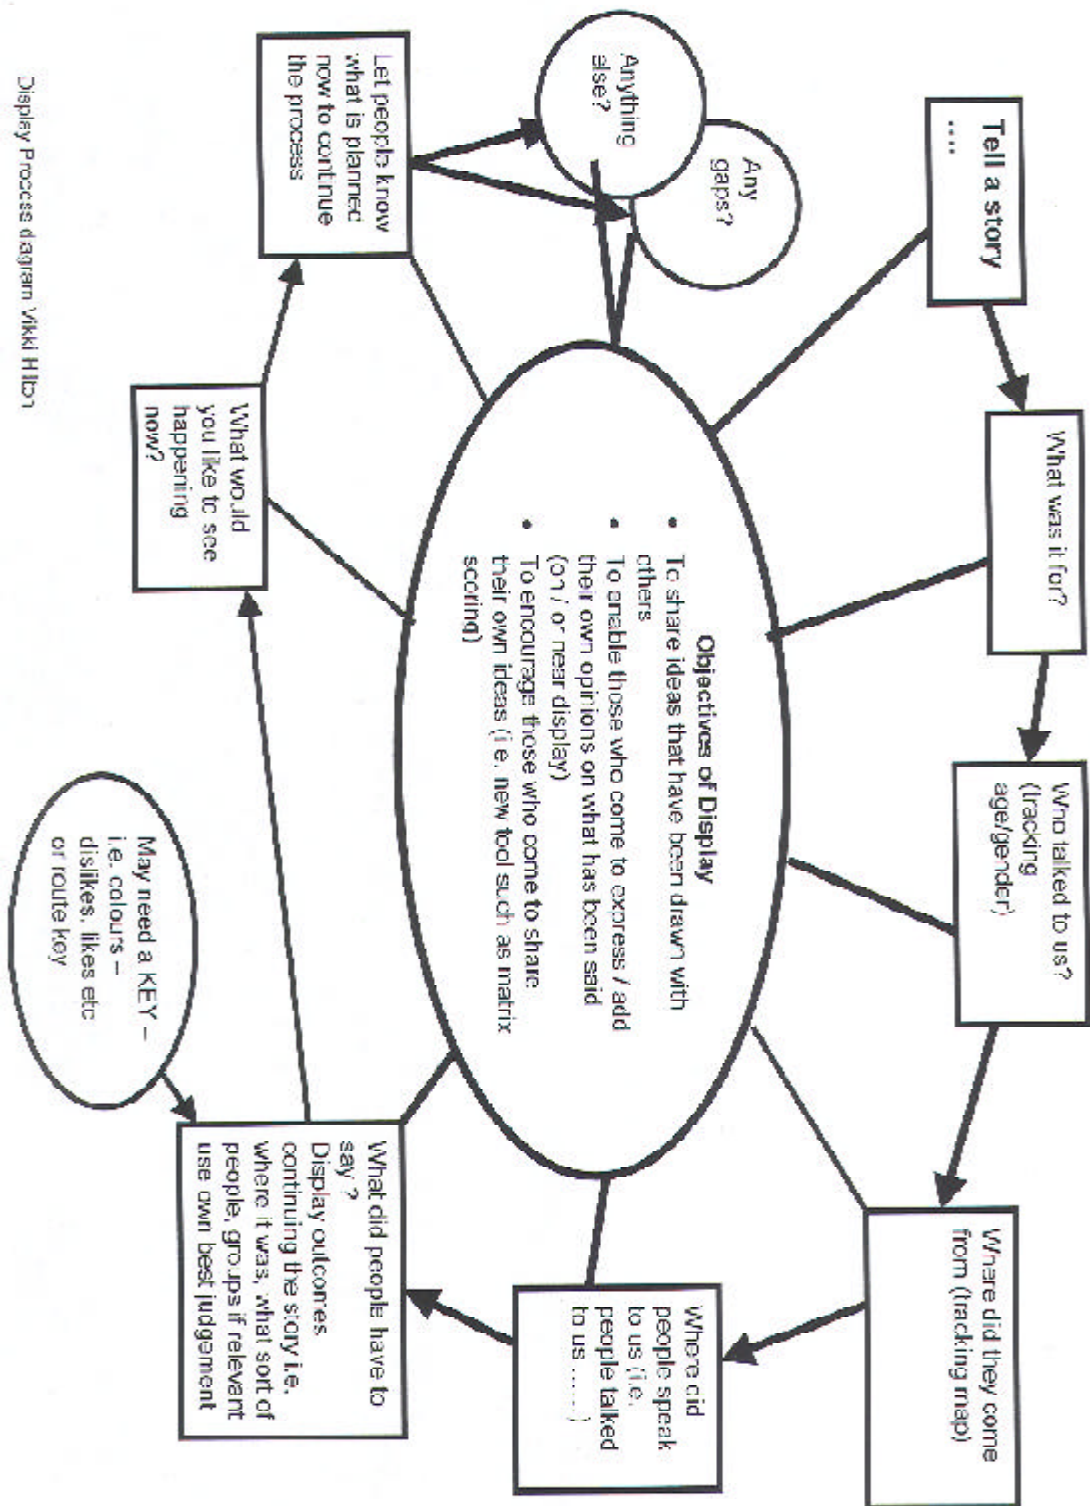 Tell a story
....
What was it for?
Who talked to us?
(tracking
age/gender)
Where did they come
from (tracking map)
Where did
people speak
to us (i.e.
people talked
to us ......)
What did people have to
say ?
Display outcomes
continuing the story i.e.
where it was, what sort of
people, groups if relevant
use own best judgement
May need a KEY –
i.e. colours –
dislikes, likes etc
or route key
What would
you like to see
happening
now?
Let people know
what is planned
now to continue
the process
Anything
else?
Any
gaps?
Objectives of Display
• To share ideas that have been drawn with
others
• To enable those who come to express / add
their own opinions on what has been said
(on / or near display)
• To encourage those who come to share
their own ideas (i.e. new tool such as matrix
scoring)
Display Process diagram Vikki Hilton